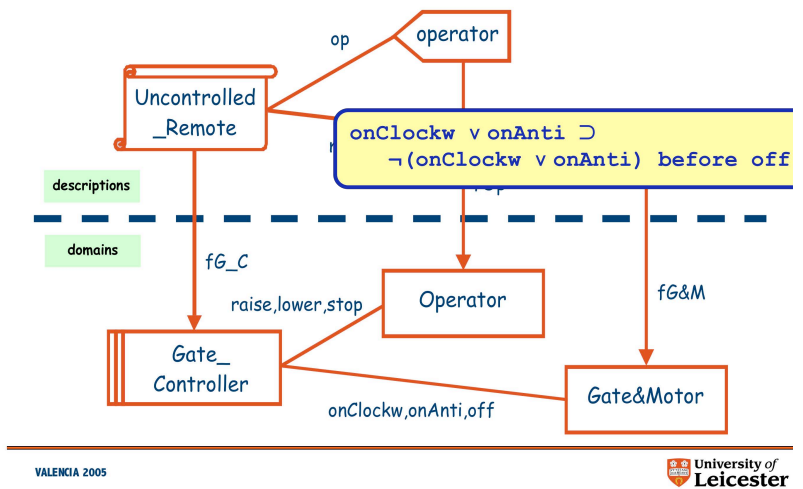 op
operator
Uncontrolled
_Remote
onClockw ∨ onAnti ⊃
¬(onClockw ∨ onAnti) before off
descriptions
domains
fG_C
fG&M
raise,lower,stop
Operator
Gate_
Controller
Gate&Motor
onClockw,onAnti,off
VALENCIA 2005
University of
Leicester